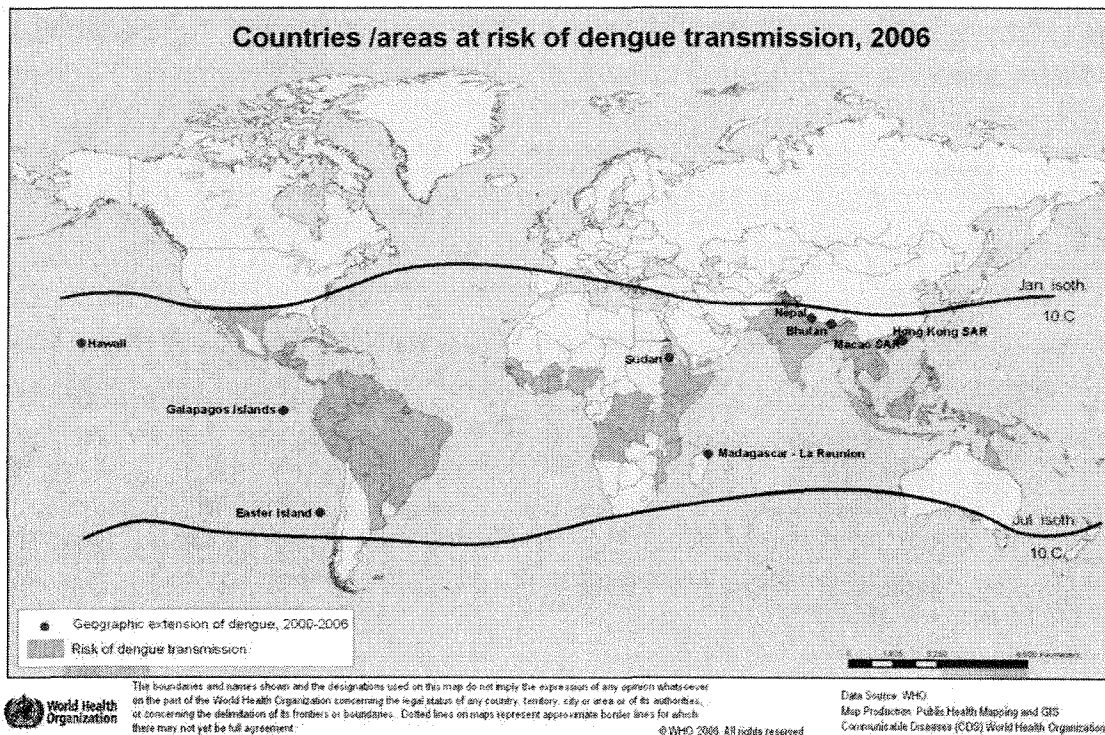 Countries /areas at risk of dengue transmission, 2006
Jan. isoth.
10.C
Nepal
Bhutan
Hong Kong SAR
Macao SAR
Hawaii
Sudan
Galapagos Islands
Madagascar - La Reunion
Easter Island
Jul. isoth.
10.C
Geographic extension of dengue, 2000-2006
Risk of dengue transmission
World Health
Organization
The boundaries and names shown and the designations used on this map do not imply the expression of any opinion whatsoever
on the part of the World Health Organization concerning the legal status of any country, territory, city or area or of its authorities,
or concerning the delimitation of its frontiers or boundaries. Dotted lines on maps represent approximate border lines for which
there may not yet be full agreement.
© WHO 2006. All rights reserved
Data Source: WHO
Map Production: Public Health Mapping and GIS
Communicable Diseases (CDS) World Health Organization